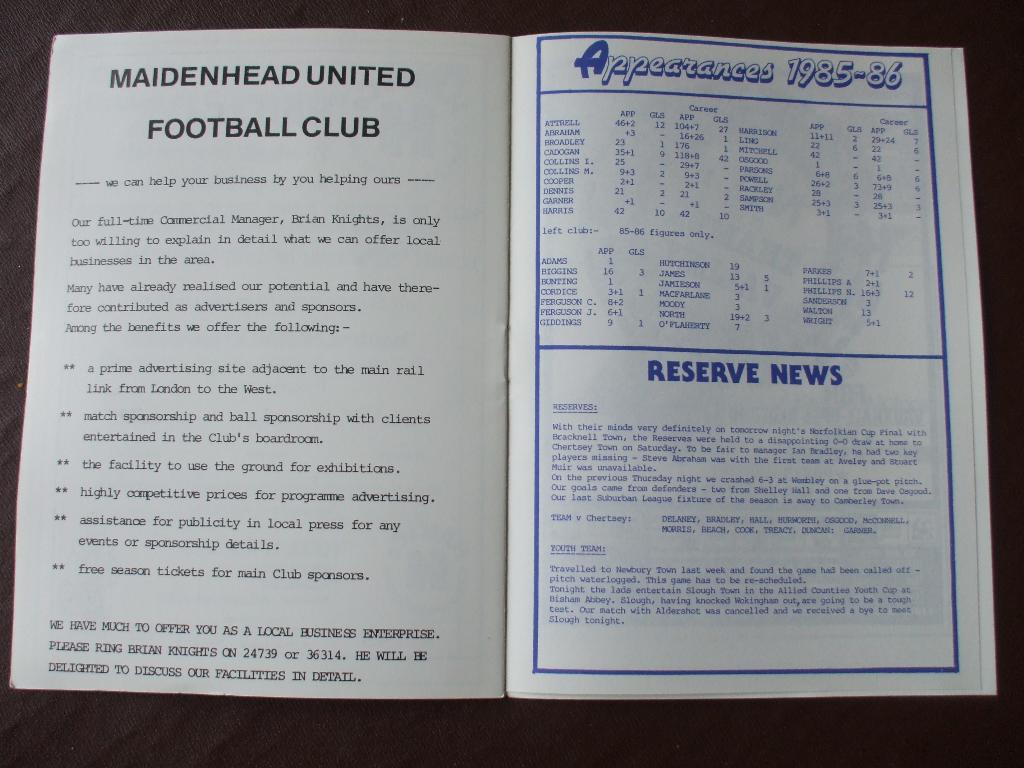 MAIDENHEAD UNITED
FOOTBALL CLUB
---- we can help your business by you helping ours ----
Our full-time Commercial Manager, Brian Knights, is only
too willing to explain in detail what we can offer local
businesses in the area.
Many have already realised our potential and have there-
fore contributed as advertisers and sponsors.
Among the benefits we offer the following:-
** a prime advertising site adjacent to the main rail
link from London to the West.
** match sponsorship and ball sponsorship with clients
entertained in the Club's boardroom.
** the facility to use the ground for exhibitions.
** highly competitive prices for programme advertising.
** assistance for publicity in local press for any
events or sponsorship details.
** free season tickets for main Club sponsors.
WE HAVE MUCH TO OFFER YOU AS A LOCAL BUSINESS ENTERPRISE.
PLEASE RING BRIAN KNIGHTS ON 24739 or 36314. HE WILL BE
DELIGHTED TO DISCUSS OUR FACILITIES IN DETAIL.
Appearances 1985-86
Career
APP GLS APP GLS
ATTRELL 46+2 12 104+7 27
ABRAHAM +3 - 16+26 1
BROADLEY 23 1 176 1
CADOGAN 35+1 9 118+8 42
COLLINS I. 25 - 29+7 -
COLLINS M. 9+3 2 9+3 -
COOPER 2+1 - 2+1 -
DENNIS 21 2 21 2
GARNER +1 - +1 -
HARRIS 42 10 42 10
Career
APP GLS APP GLS
HARRISON 11+11 2 29+24 7
LING 22 6 22 6
MITCHELL 42 - 42 -
OSGOOD 1 - 1 -
PARSONS 6+8 6 6+8 6
POWELL 26+2 3 73+9 6
RACKLEY 28 - 28 -
SAMPSON 25+3 3 25+3 3
SMITH 3+1 - 3+1 -
left club:- 85-86 figures only.
APP GLS
ADAMS 1
BIGGINS 16 3
BUNTING 1
CORDICE 3+1 1
FERGUSON C. 8+2
FERGUSON J. 6+1
GIDDINGS 9 1
HUTCHINSON 19
JAMES 13 5
JAMIESON 5+1 1
MACFARLANE 3
MOODY 3
NORTH 19+2 3
O'FLAHERTY 7
PARKES 7+1 2
PHILLIPS A 2+1
PHILLIPS N. 16+3 12
SANDERSON 3
WALTON 13
WRIGHT 5+1
RESERVE NEWS
RESERVES:
With their minds very definitely on tomorrow night's Norfolkian Cup Final with
Bracknell Town, the Reserves were held to a disappointing 0-0 draw at home to
Chertsey Town on Saturday. To be fair to manager Ian Bradley, he had two key
players missing - Steve Abraham was with the first team at Aveley and Stuart
Muir was unavailable.
On the previous Thursday night we crashed 6-3 at Wembley on a glue-pot pitch.
Our goals came from defenders - two from Shelley Hall and one from Dave Osgood.
Our last Suburban League fixture of the season is away to Camberley Town.
TEAM v Chertsey: DELANEY, BRADLEY, HALL, HURWORTH, OSGOOD, McCONNELL,
MORRIS, BEACH, COOK, TREACY, DUNCAN: GARNER.
YOUTH TEAM:
Travelled to Newbury Town last week and found the game had been called off -
pitch waterlogged. This game has to be re-scheduled.
Tonight the lads entertain Slough Town in the Allied Counties Youth Cup at
Bisham Abbey. Slough, having knocked Wokingham out,are going to be a tough
test. Our match with Aldershot was cancelled and we received a bye to meet
Slough tonight.